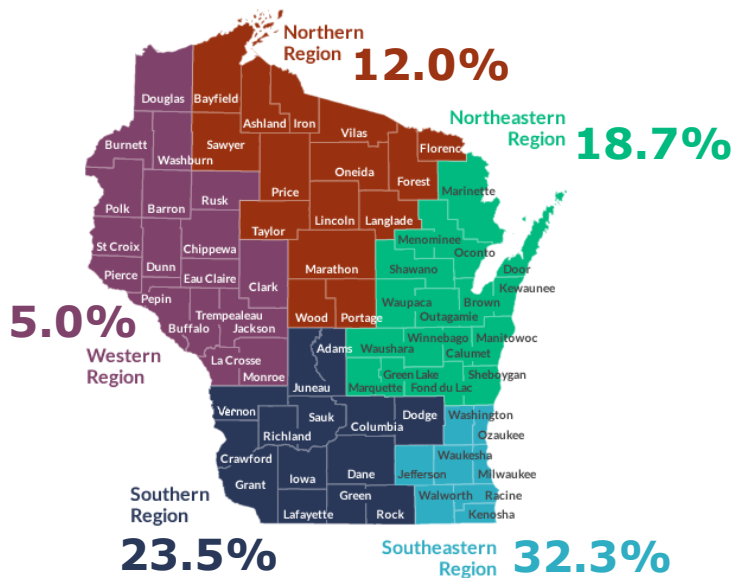 Northern
Region
12.0%
Northeastern
Region
18.7%
Douglas
Bayfield
Ashland
Iron
Vilas
Florence
Burnett
Washburn
Sawyer
Oneida
Forest
Marinette
Polk
Barron
Rusk
Price
Lincoln
Langlade
Taylor
St Croix
Chippewa
Menominee
Oconto
Pierce
Dunn
Eau Claire
Clark
Marathon
Shawano
Door
Kewaunee
Pepin
Trempealeau
Buffalo
Jackson
Wood
Portage
Waupaca
Brown
Outagamie
5.0%
Western
Region
La Crosse
Monroe
Adams
Juneau
Waushara
Winnebago
Manitowoc
Calumet
Green Lake
Sheboygan
Marquette
Fond du Lac
Vernon
Sauk
Richland
Columbia
Dodge
Washington
Ozaukee
Crawford
Grant
Iowa
Dane
Jefferson
Waukesha
Milwaukee
Lafayette
Green
Rock
Walworth
Racine
Kenosha
Southern
Region
23.5%
Southeastern
Region
32.3%